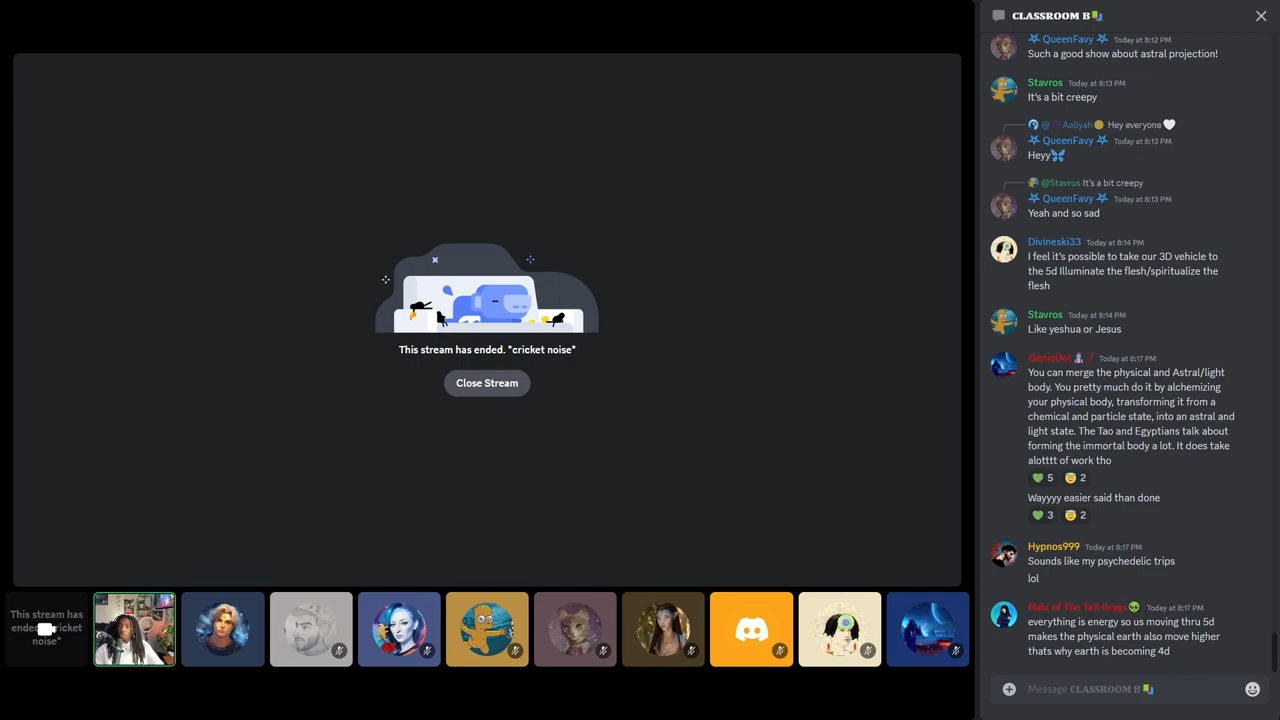 CLASSROOM B
QueenFavy Today at 8:12 PM
Such a good show about astral projection!
Stavros Today at 8:13 PM
It's a bit creepy
@ Aaliyah Hey everyone
QueenFavy Today at 8:13 PM
Heyy
@Stavros It's a bit creepy
QueenFavy Today at 8:13 PM
Yeah and so sad
Divineski33 Today at 8:14 PM
I feel it's possible to take our 3D vehicle to
the 5d Illuminate the flesh/spiritualize the
flesh
Stavros Today at 8:14 PM
Like yeshua or Jesus
GenieDot Today at 8:17 PM
You can merge the physical and Astral/light
body. You pretty much do it by alchemizing
your physical body, transforming it from a
chemical and particle state, into an astral and
light state. The Tao and Egyptians talk about
forming the immortal body a lot. It does take
alotttt of work tho
5 2
Wayyyy easier said than done
3 2
Hypnos999 Today at 8:17 PM
Sounds like my psychedelic trips
lol
Rabi of The Tall Grays Today at 8:17 PM
everything is energy so us moving thru 5d
makes the physical earth also move higher
thats why earth is becoming 4d
Message CLASSROOM B
This stream has ended. *cricket noise*
Close Stream
This stream has
ended. *cricket
noise*